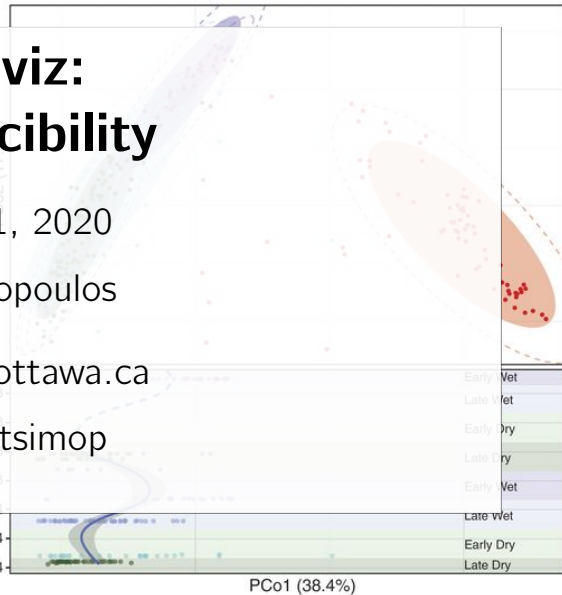 viz:
cibility
1, 2020
opoulos
ottawa.ca
tsimop
Early Wet
Late Wet
Early Dry
Late Dry
Early Wet
Late Wet
Early Dry
Late Dry
PCo1 (38.4%)